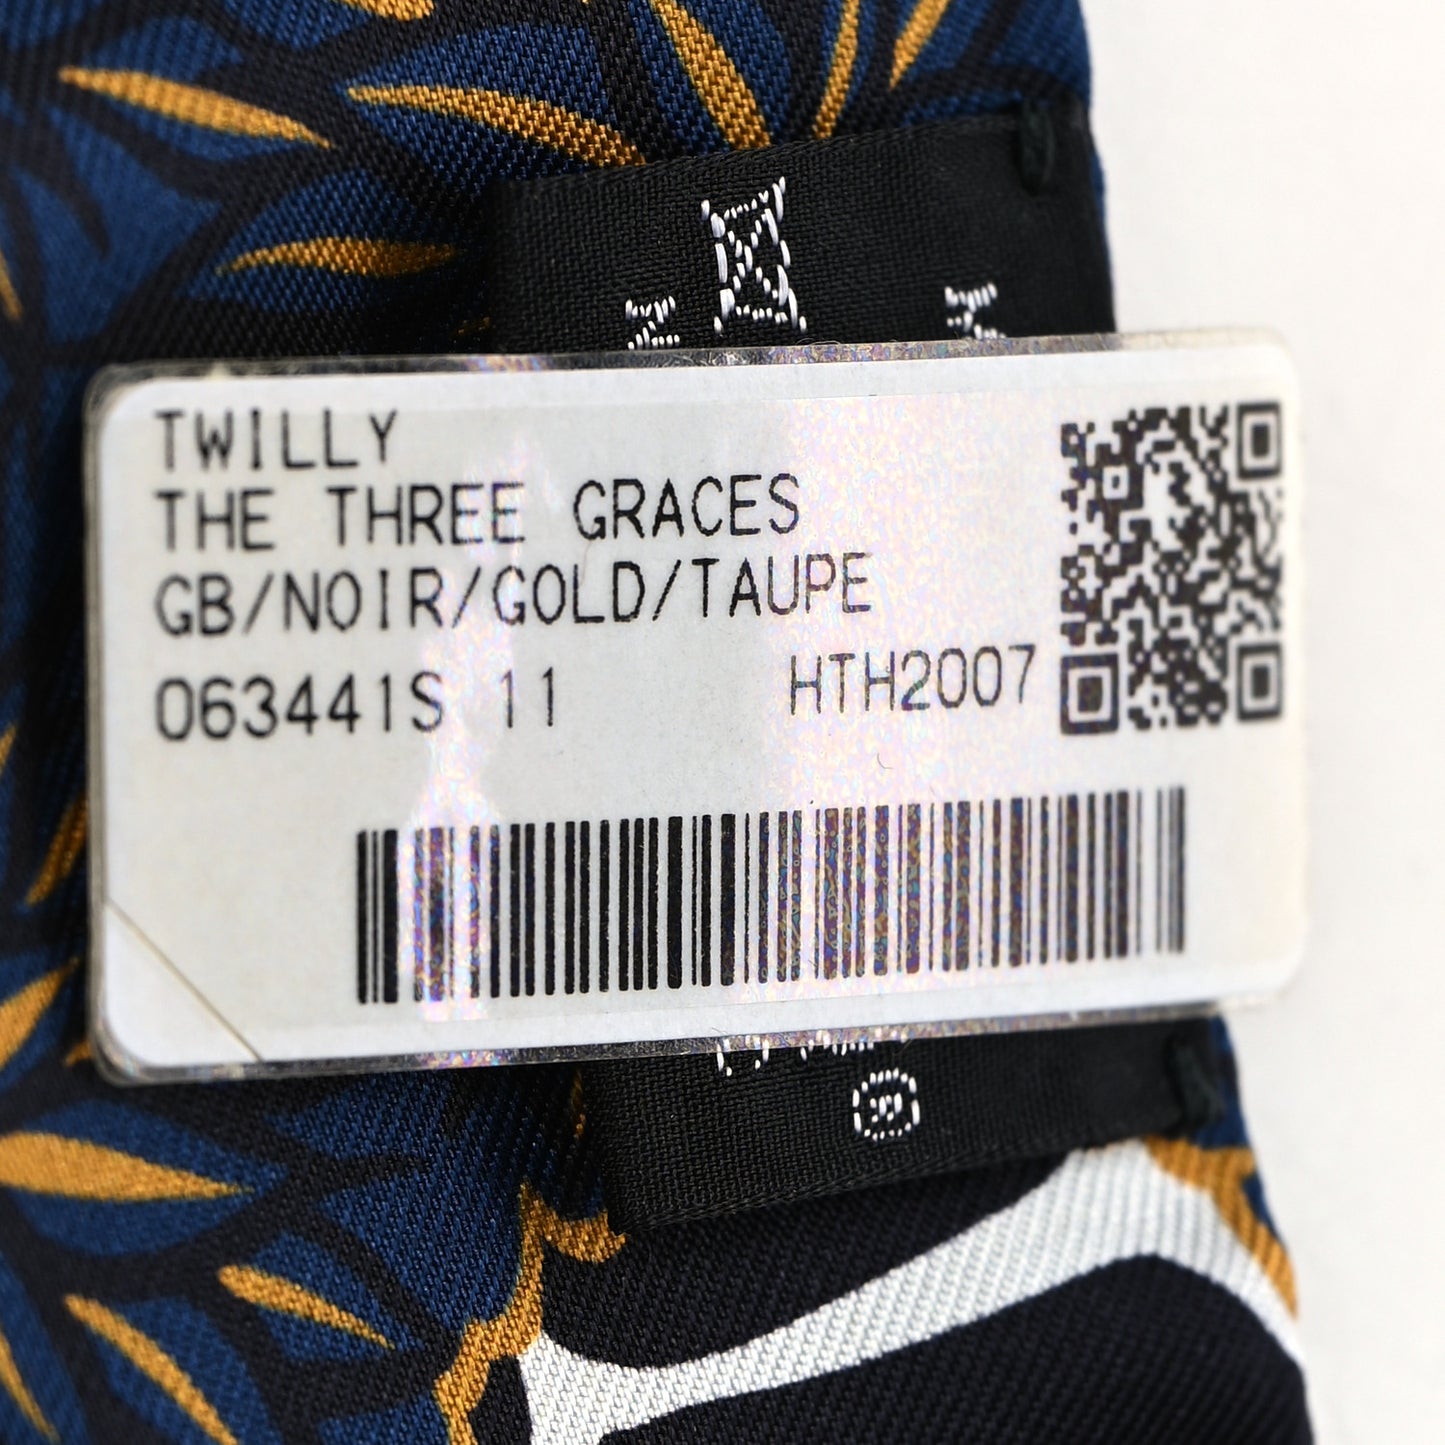 TWILLY
THE THREE GRACES
GB/NOIR/GOLD/TAUPE
063441S 11 HTH2007